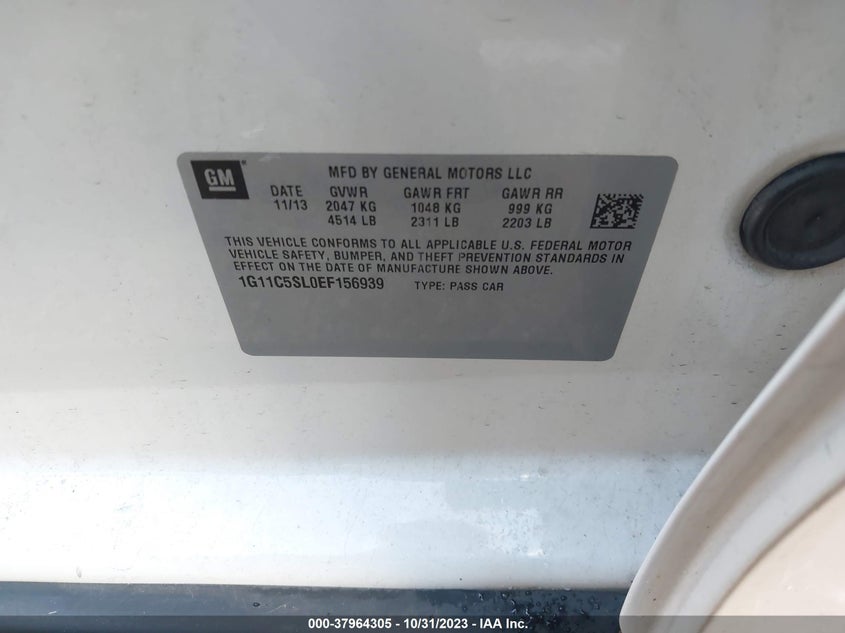 GM
MFD BY GENERAL MOTORS LLC
DATE GVWR GAWR FRT GAWR RR
11/13 2047 KG 1048 KG 999 KG
4514 LB 2311 LB 2203 LB
THIS VEHICLE CONFORMS TO ALL APPLICABLE U.S. FEDERAL MOTOR
VEHICLE SAFETY, BUMPER, AND THEFT PREVENTION STANDARDS IN
EFFECT ON THE DATE OF MANUFACTURE SHOWN ABOVE.
1G11C5SL0EF156939 TYPE: PASS CAR
000-37964305 - 10/31/2023 - IAA Inc.